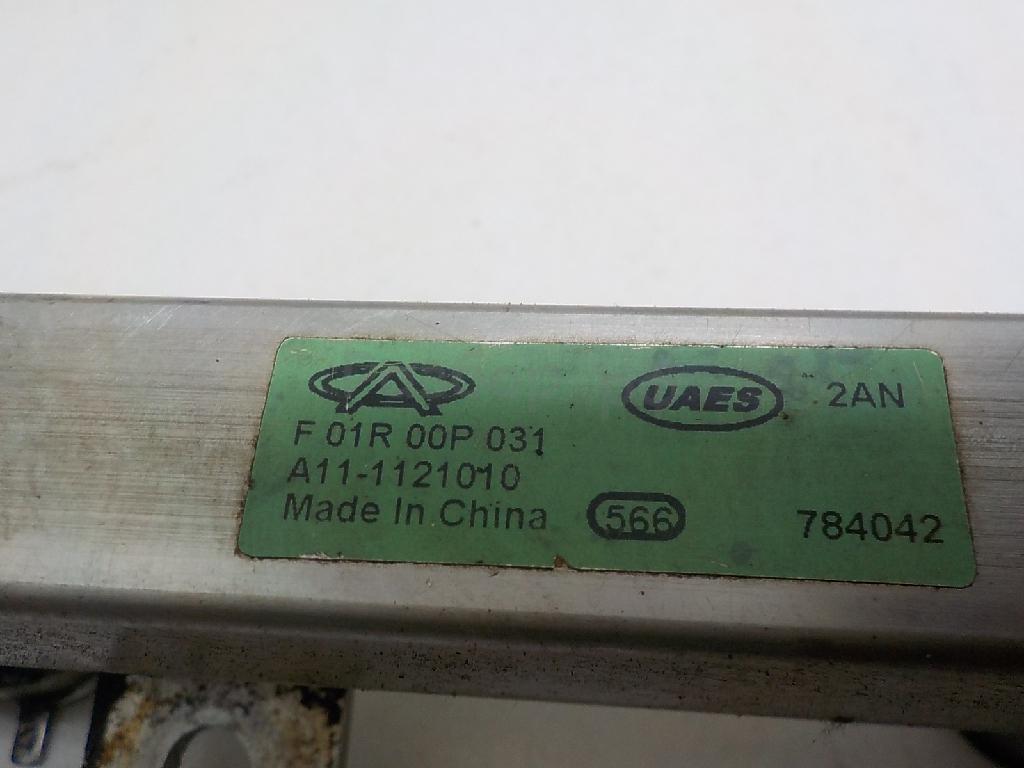 UAES 2AN
F 01R 00P 031
A11-1121010
Made In China 566 784042